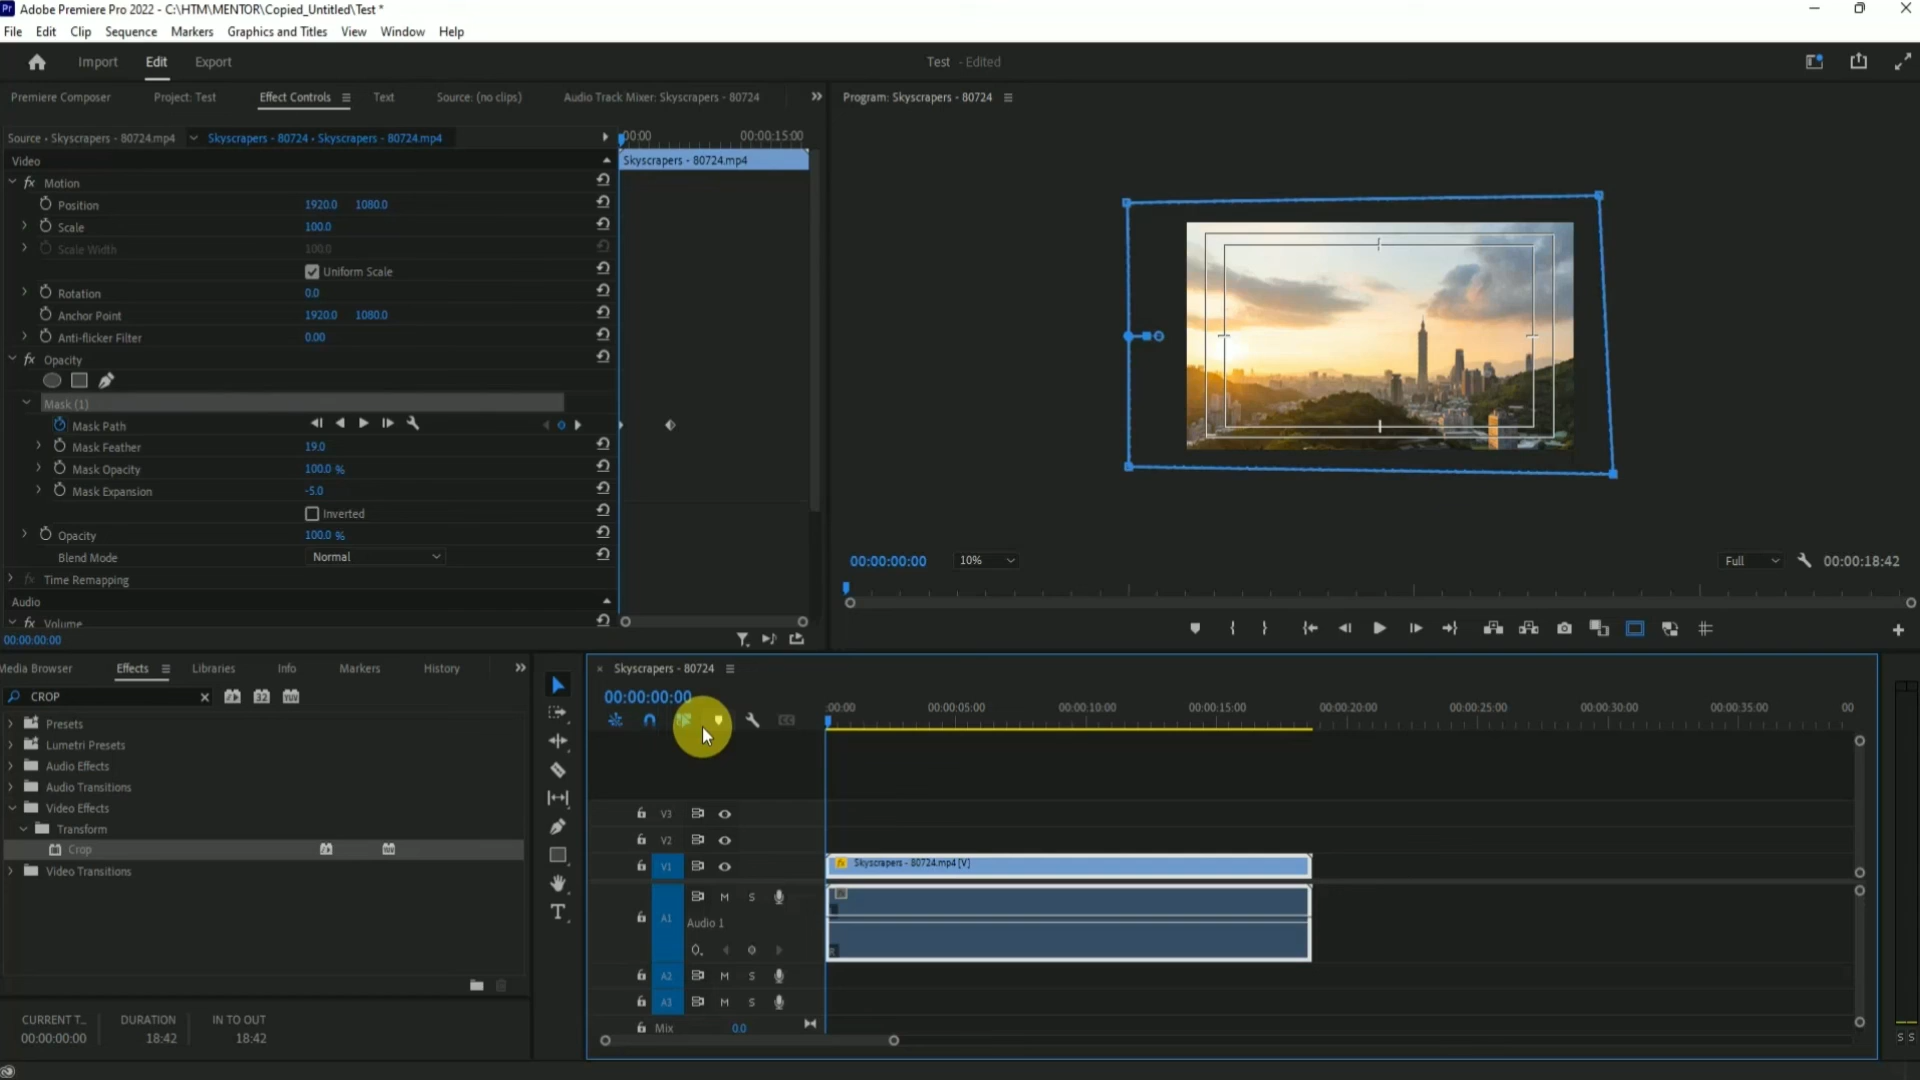 Pr Adobe Premiere Pro 2022 - C:\HTM\MENTOR\Copied_Untitled\Test *
File Edit Clip Sequence Markers Graphics and Titles View Window Help
Import Edit Export Test - Edited
Premiere Composer Project: Test Effect Controls Text Source: (no clips) Audio Track Mixer: Skyscrapers - 80724
Program: Skyscrapers - 80724
Source • Skyscrapers - 80724.mp4 Skyscrapers - 80724 • Skyscrapers - 80724.mp4 00:00 00:00:15:00
Video
Skyscrapers - 80724.mp4
fx Motion
Position 1920.0 1080.0
Scale 100.0
Scale Width 100.0
Uniform Scale
Rotation 0.0
Anchor Point 1920.0 1080.0
Anti-flicker Filter 0.00
fx Opacity
Mask (1)
Mask Path
Mask Feather 19.0
Mask Opacity 100.0 %
Mask Expansion -5.0
Inverted
Opacity 100.0 %
Blend Mode Normal
fx Time Remapping
Audio
fx Volume
00:00:00:00
00:00:00:00 10% Full 00:00:18:42
Media Browser Effects Libraries Info Markers History
CROP
Presets
Lumetri Presets
Audio Effects
Audio Transitions
Video Effects
Transform
Crop
Video Transitions
CURRENT T... DURATION IN TO OUT
00:00:00:00 18:42 18:42
× Skyscrapers - 80724
00:00:00:00
:00:00 00:00:05:00 00:00:10:00 00:00:15:00 00:00:20:00 00:00:25:00 00:00:30:00 00:00:35:00 00
V3
V2
V1 fx Skyscrapers - 80724.mp4 [V]
A1 M S
Audio 1
A2 M S
A3 M S
Mix 0.0
S S